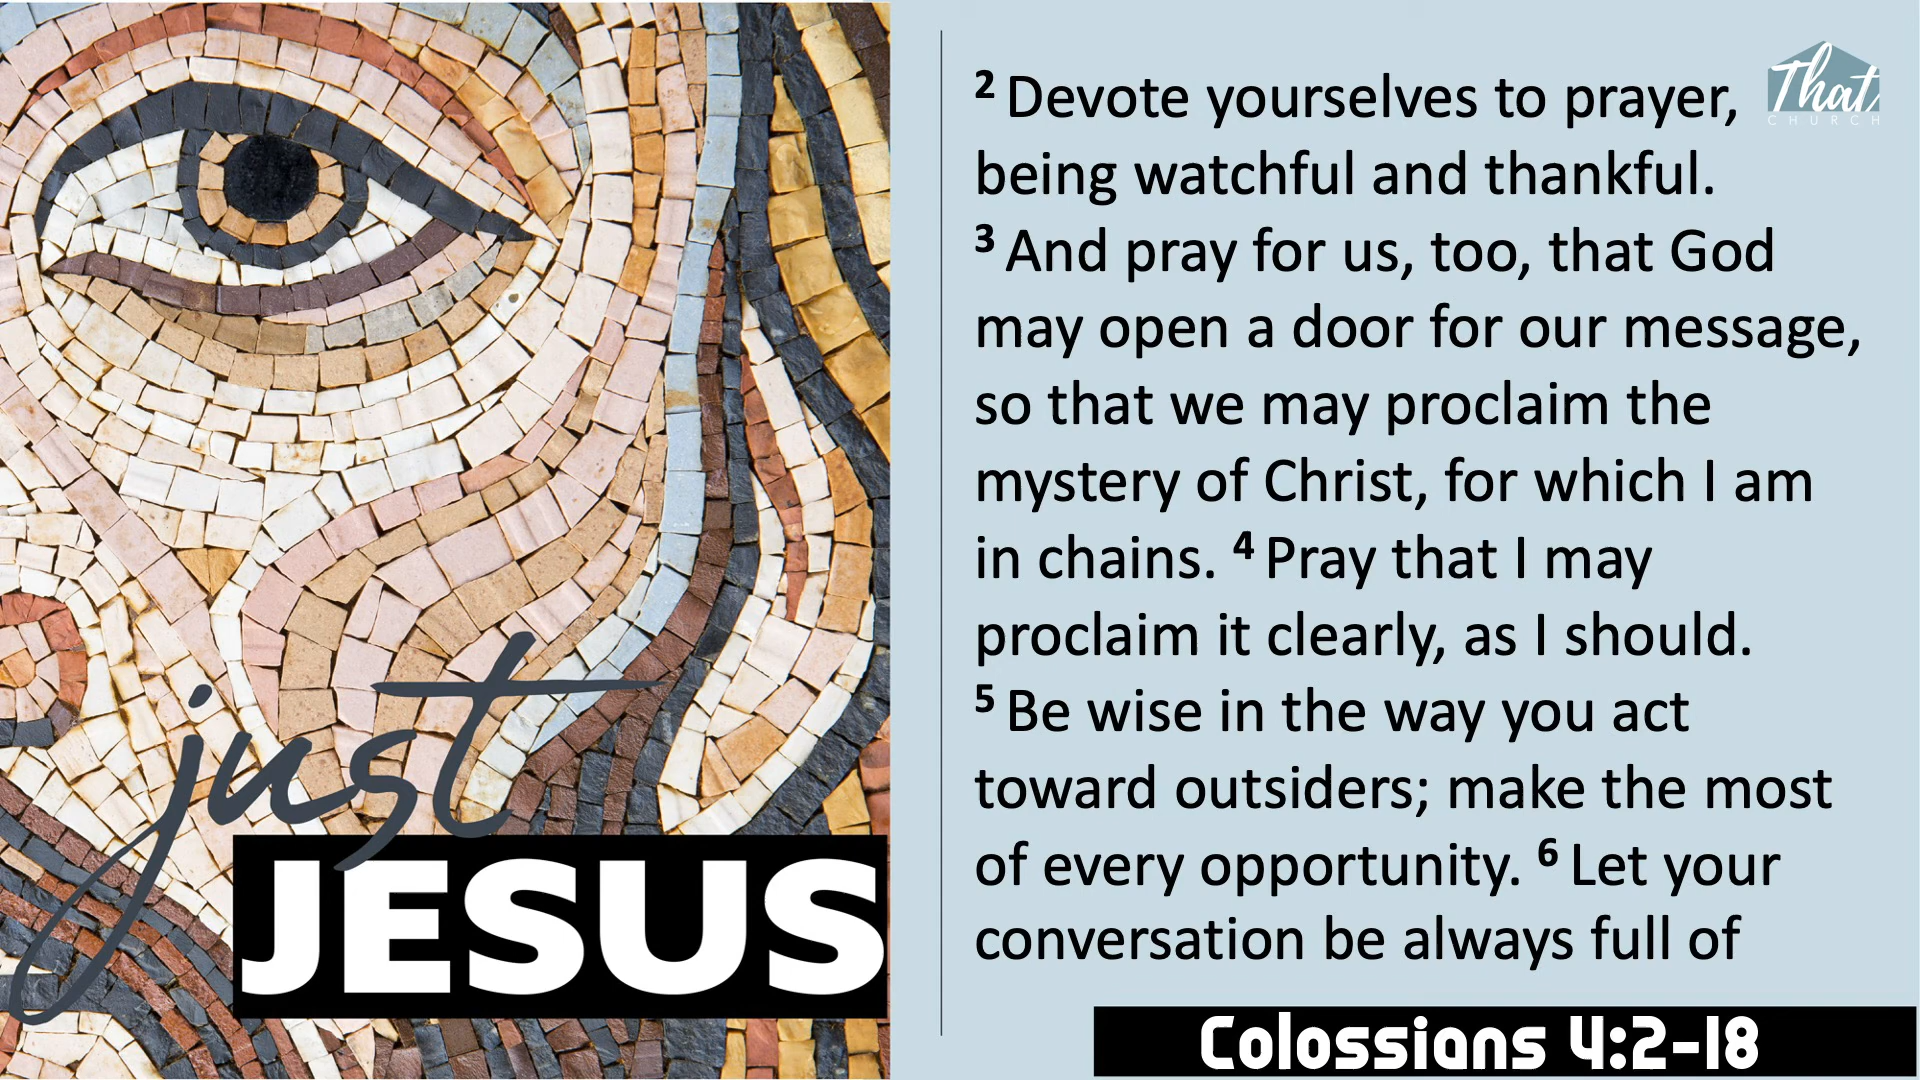 just
JESUS
2 Devote yourselves to prayer,
being watchful and thankful.
3 And pray for us, too, that God
may open a door for our message,
so that we may proclaim the
mystery of Christ, for which I am
in chains. 4 Pray that I may
proclaim it clearly, as I should.
5 Be wise in the way you act
toward outsiders; make the most
of every opportunity. 6 Let your
conversation be always full of
That
CHURCH
Colossians 4:2-18